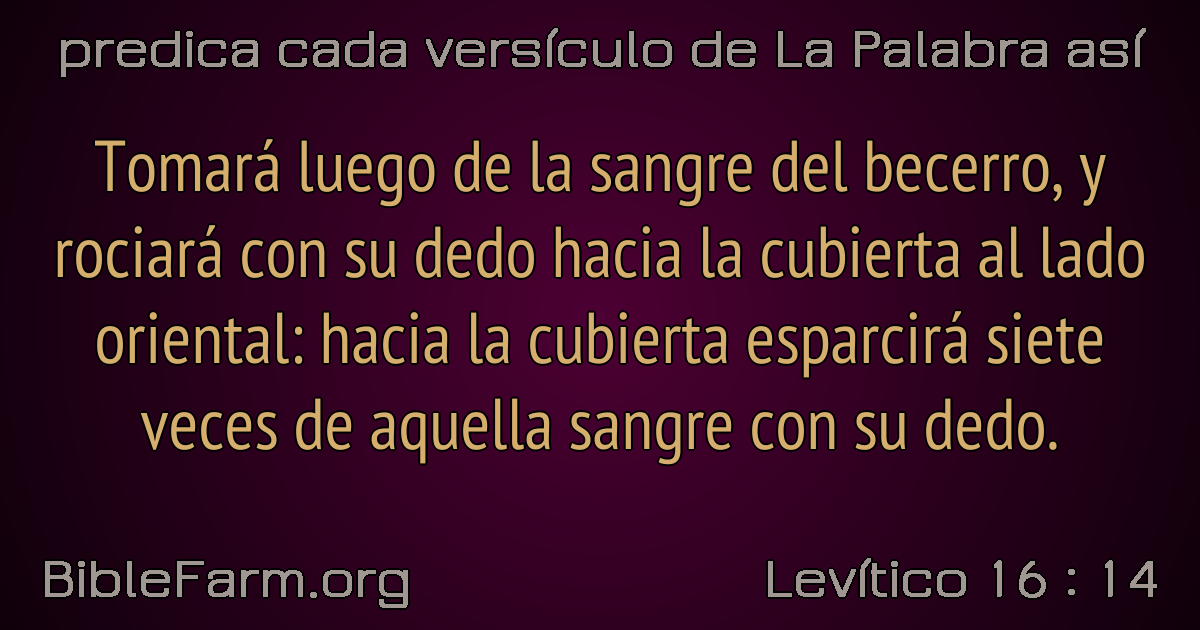 predica cada versículo de La Palabra así
Tomará luego de la sangre del becerro, y
rociará con su dedo hacia la cubierta al lado
oriental: hacia la cubierta esparcirá siete
veces de aquella sangre con su dedo.
BibleFarm.org
Levítico 16 : 14